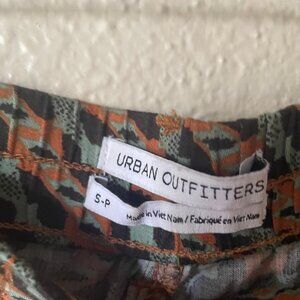 URBAN OUTFITTERS
S-P
Made in Viet Nam / Fabriqué en Viet Nam